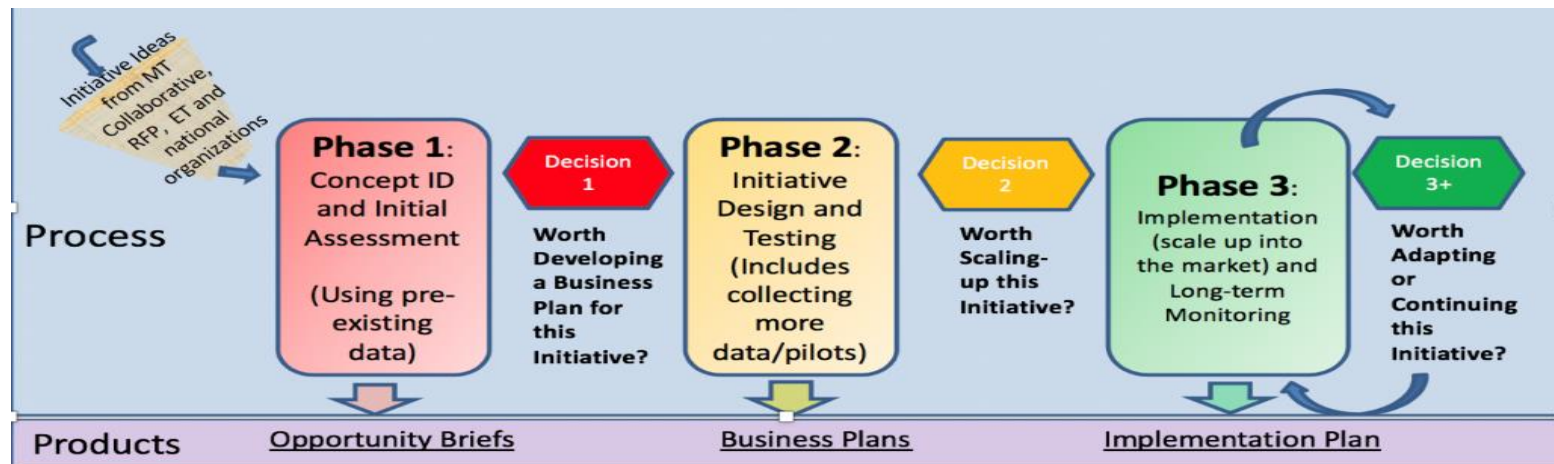 Initiative Ideas
from MT
Collaborative,
RFP, ET and
national
organizations
Process
Phase 1:
Concept ID
and Initial
Assessment
(Using pre-
existing
data)
Decision
1
Worth
Developing
a Business
Plan for
this
Initiative?
Phase 2:
Initiative
Design and
Testing
(Includes
collecting
more
data/pilots)
Decision
2
Worth
Scaling-
up this
Initiative?
Phase 3:
Implementation
(scale up into
the market) and
Long-term
Monitoring
Decision
3+
Worth
Adapting
or
Continuing
this
Initiative?
Products
Opportunity Briefs
Business Plans
Implementation Plan